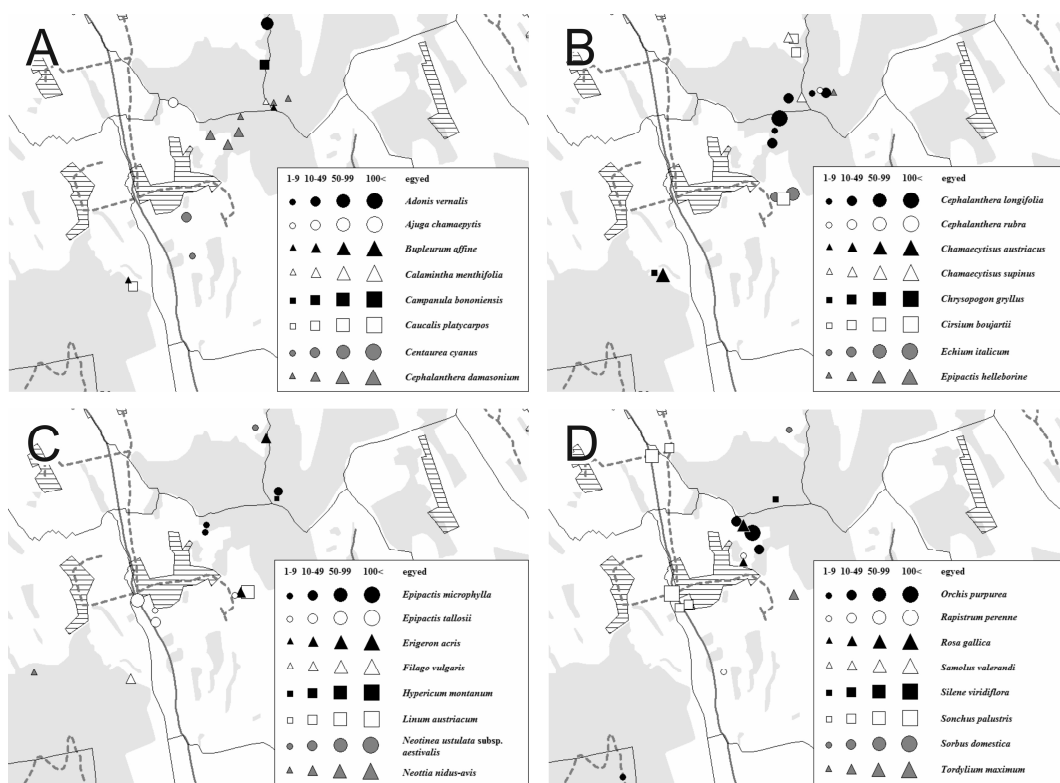 A
1-9 10-49 50-99 100< egyed
Adonis vernalis
Ajuga chamaepytis
Bupleurum affine
Calamintha menthifolia
Campanula bononiensis
Caucalis platycarpos
Centaurea cyanus
Cephalanthera damasonium
B
1-9 10-49 50-99 100< egyed
Cephalanthera longifolia
Cephalanthera rubra
Chamaecytisus austriacus
Chamaecytisus supinus
Chrysopogon gryllus
Cirsium boujartii
Echium italicum
Epipactis helleborine
C
1-9 10-49 50-99 100< egyed
Epipactis microphylla
Epipactis tallosii
Erigeron acris
Filago vulgaris
Hypericum montanum
Linum austriacum
Neotinea ustulata subsp.
aestivalis
Neottia nidus-avis
D
1-9 10-49 50-99 100< egyed
Orchis purpurea
Rapistrum perenne
Rosa gallica
Samolus valerandi
Silene viridiflora
Sonchus palustris
Sorbus domestica
Tordylium maximum